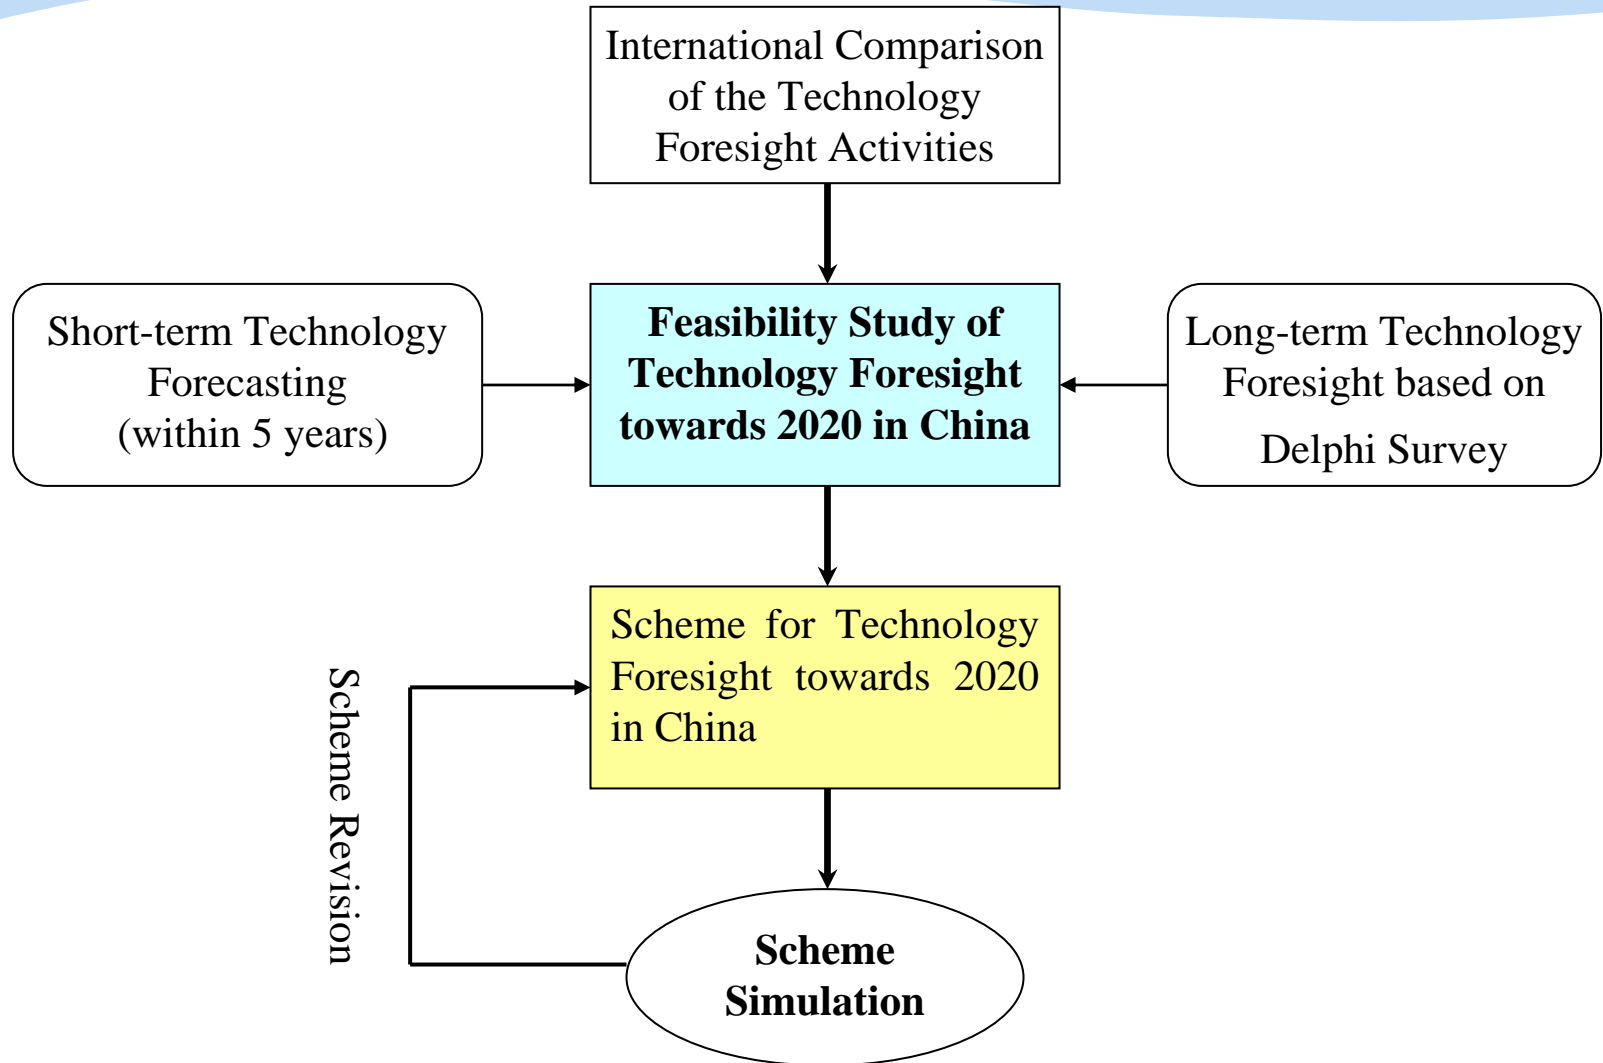 International Comparison
of the Technology
Foresight Activities
Short-term Technology
Forecasting
(within 5 years)
Feasibility Study of
Technology Foresight
towards 2020 in China
Long-term Technology
Foresight based on
Delphi Survey
Scheme for Technology
Foresight towards 2020
in China
Scheme Revision
Scheme
Simulation